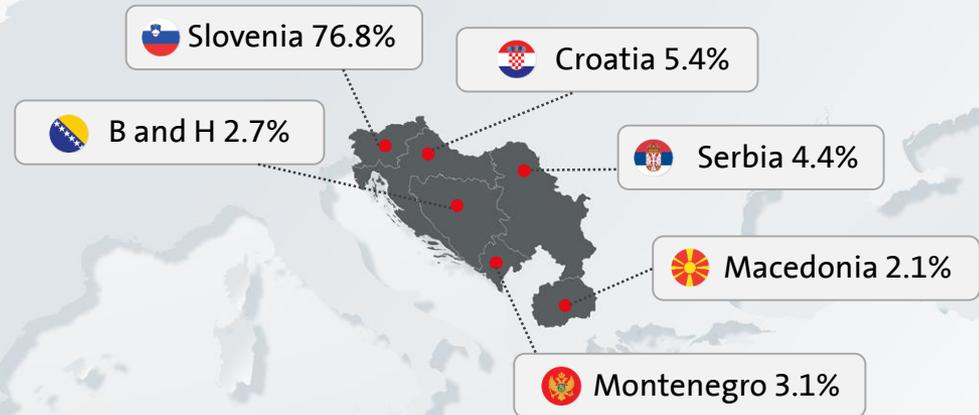 Slovenia 76.8%
Croatia 5.4%
B and H 2.7%
Serbia 4.4%
Macedonia 2.1%
Montenegro 3.1%